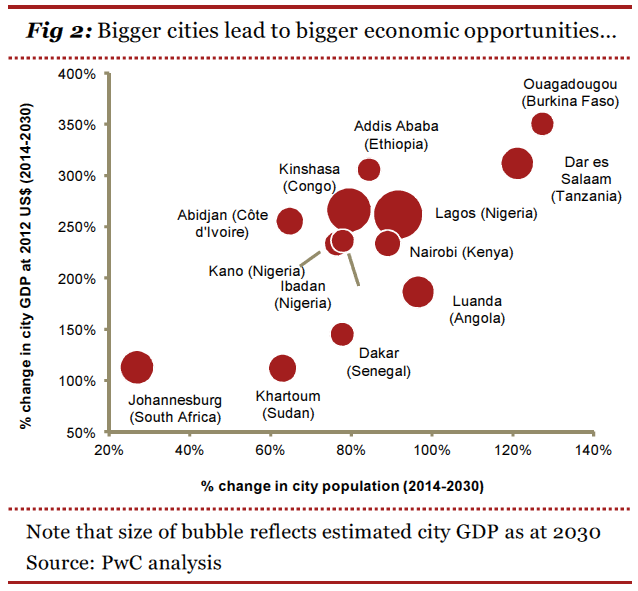 Fig 2: Bigger cities lead to bigger economic opportunities...
% change in city GDP at 2012 US$ (2014-2030)
400%
350%
300%
250%
200%
150%
100%
50%
Ouagadougou
(Burkina Faso)
Addis Ababa
(Ethiopia)
Kinshasa
(Congo)
Dar es
Salaam
(Tanzania)
Abidjan (Côte
d'Ivoire)
Lagos (Nigeria)
Nairobi (Kenya)
Kano (Nigeria)
Ibadan
(Nigeria)
Luanda
(Angola)
Dakar
(Senegal)
Johannesburg
(South Africa)
Khartoum
(Sudan)
20%
40%
60%
80%
100%
120%
140%
% change in city population (2014-2030)
Note that size of bubble reflects estimated city GDP as at 2030
Source: PwC analysis